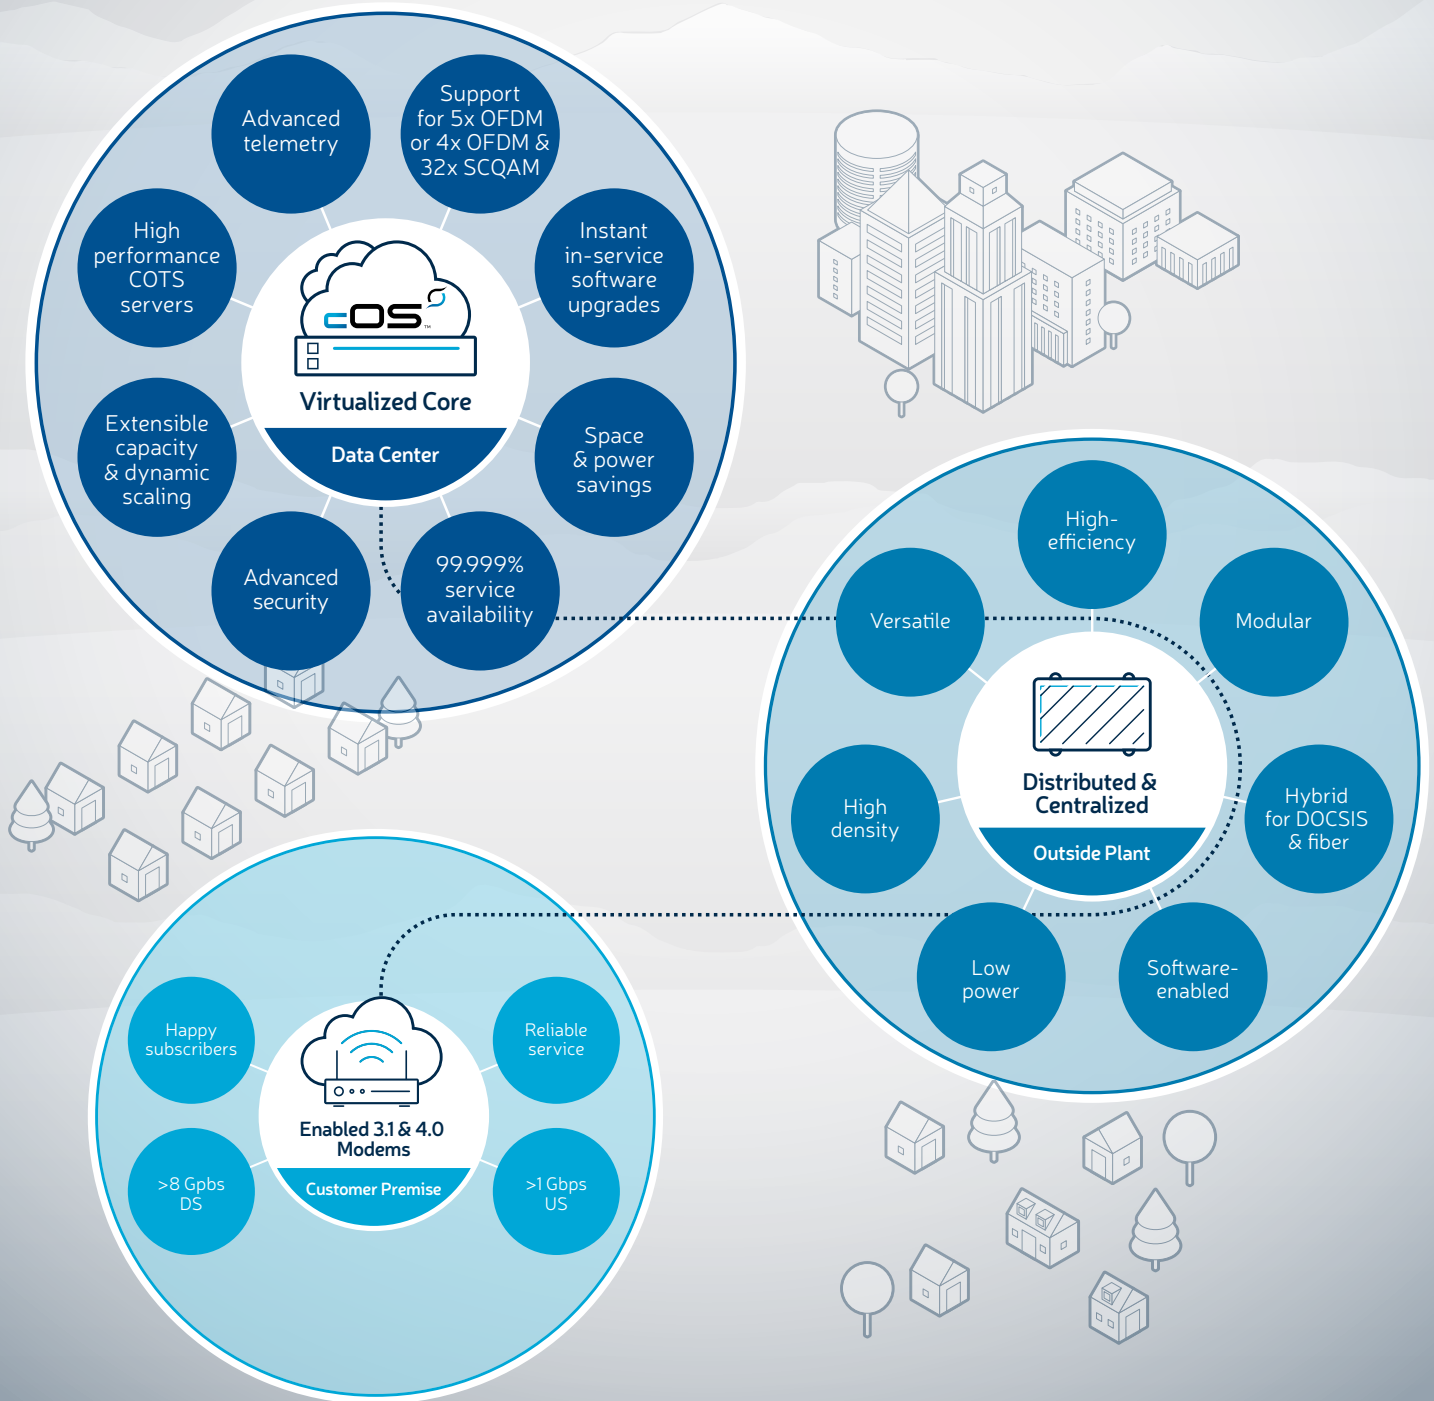 Advanced
telemetry
Support
for 5x OFDM
or 4x OFDM &
32x SCQAM
High
performance
COTS
servers
Instant
in-service
software
upgrades
cOS™
Virtualized Core
Data Center
Extensible
capacity
& dynamic
scaling
Space
& power
savings
Advanced
security
99.999%
service
availability
High-
efficiency
Versatile
Modular
Distributed &
Centralized
Outside Plant
High
density
Hybrid
for DOCSIS
& fiber
Low
power
Software-
enabled
Happy
subscribers
Reliable
service
Enabled 3.1 & 4.0
Modems
Customer Premise
>8 Gpbs
DS
>1 Gbps
US